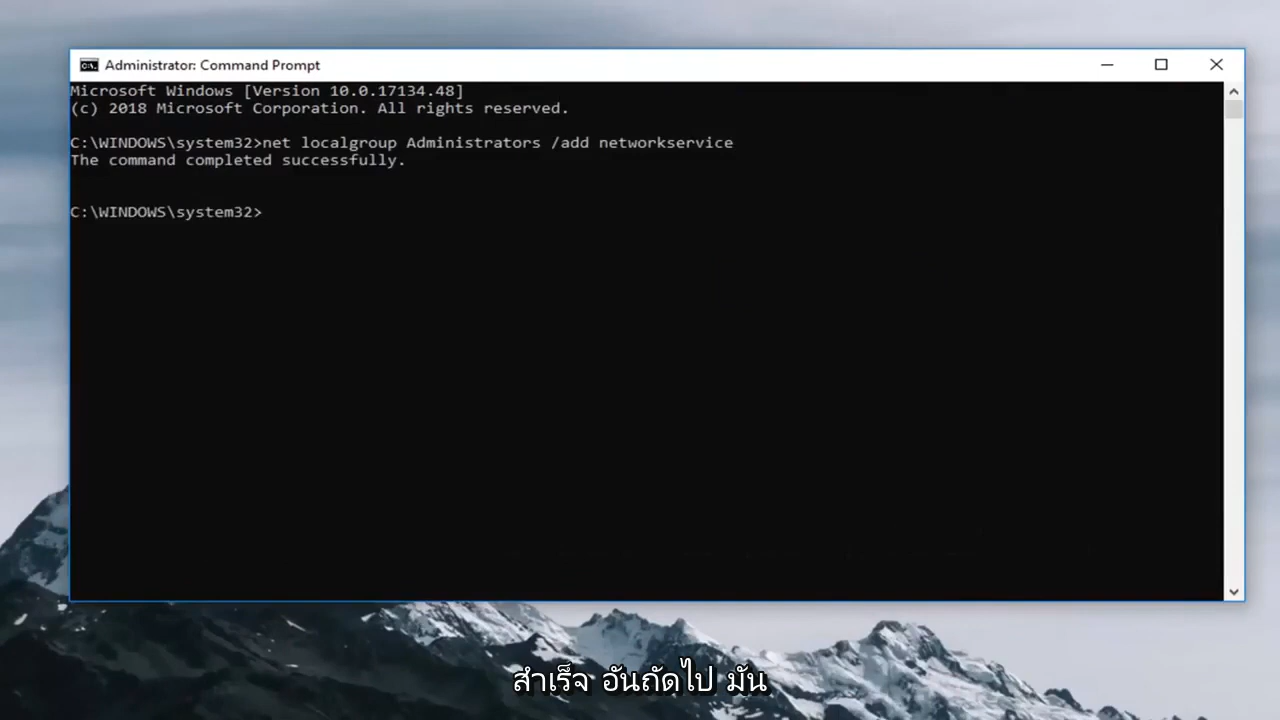 Administrator: Command Prompt
Microsoft Windows [Version 10.0.17134.48]
(c) 2018 Microsoft Corporation. All rights reserved.
C:\WINDOWS\system32>net localgroup Administrators /add networkservice
The command completed successfully.
C:\WINDOWS\system32>
สำเร็จ อันถัดไป มัน